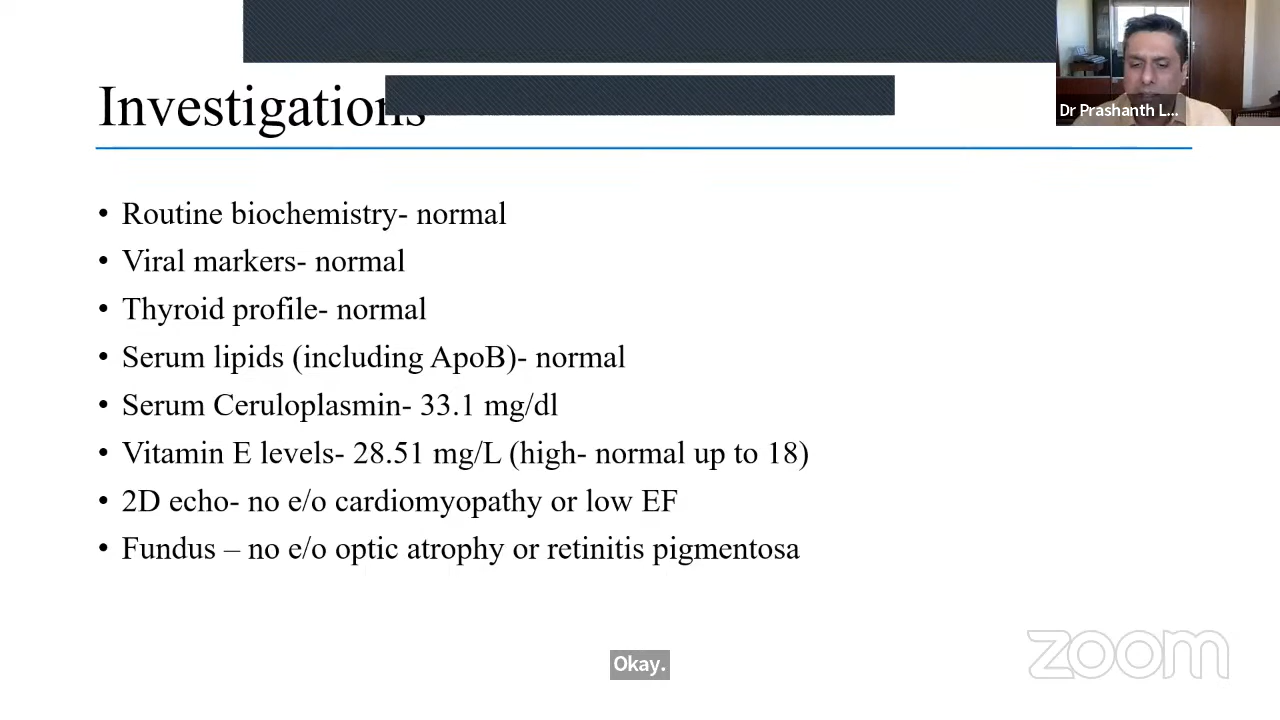 Investigations
Dr Prashanth L...
• Routine biochemistry- normal
• Viral markers- normal
• Thyroid profile- normal
• Serum lipids (including ApoB)- normal
• Serum Ceruloplasmin- 33.1 mg/dl
• Vitamin E levels- 28.51 mg/L (high- normal up to 18)
• 2D echo- no e/o cardiomyopathy or low EF
• Fundus – no e/o optic atrophy or retinitis pigmentosa
zoom
Okay.